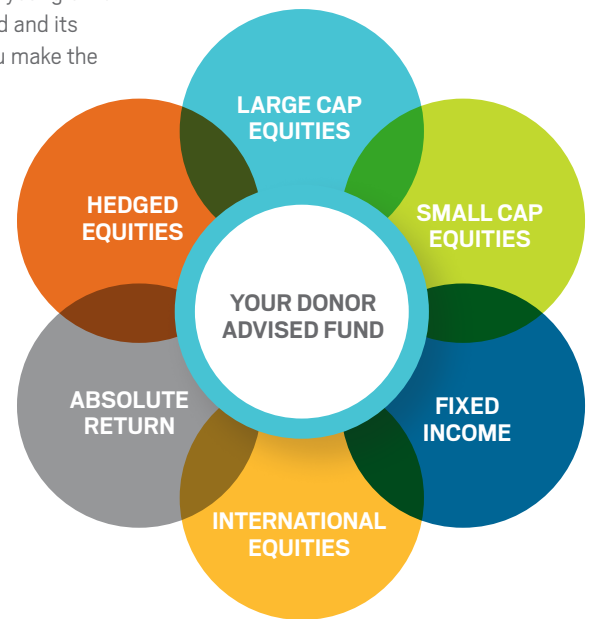 d and its
u make the
LARGE CAP
EQUITIES
HEDGED
EQUITIES
SMALL CAP
EQUITIES
YOUR DONOR
ADVISED FUND
ABSOLUTE
RETURN
FIXED
INCOME
INTERNATIONAL
EQUITIES